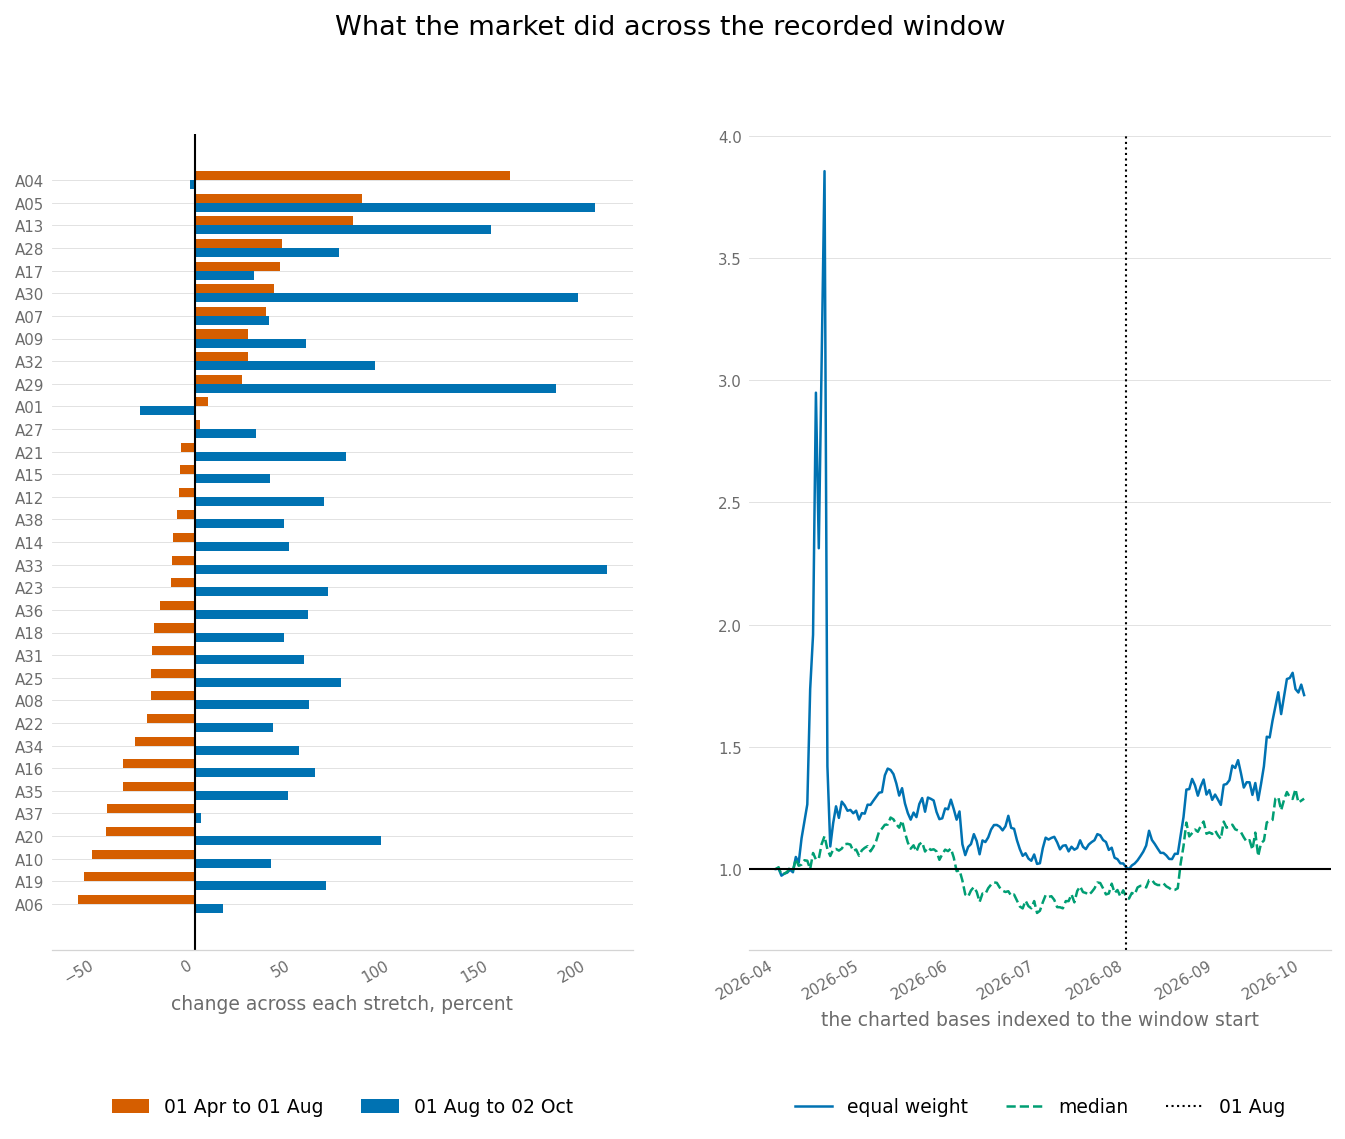 What the market did across the recorded window
A04
A05
A13
A28
A17
A30
A07
A09
A32
A29
A01
A27
A21
A15
A12
A38
A14
A33
A23
A36
A18
A31
A25
A08
A22
A34
A16
A35
A37
A20
A10
A19
A06
−50
0
50
100
150
200
change across each stretch, percent
01 Apr to 01 Aug
01 Aug to 02 Oct
4.0
3.5
3.0
2.5
2.0
1.5
1.0
2026-04
2026-05
2026-06
2026-07
2026-08
2026-09
2026-10
the charted bases indexed to the window start
equal weight
median
01 Aug